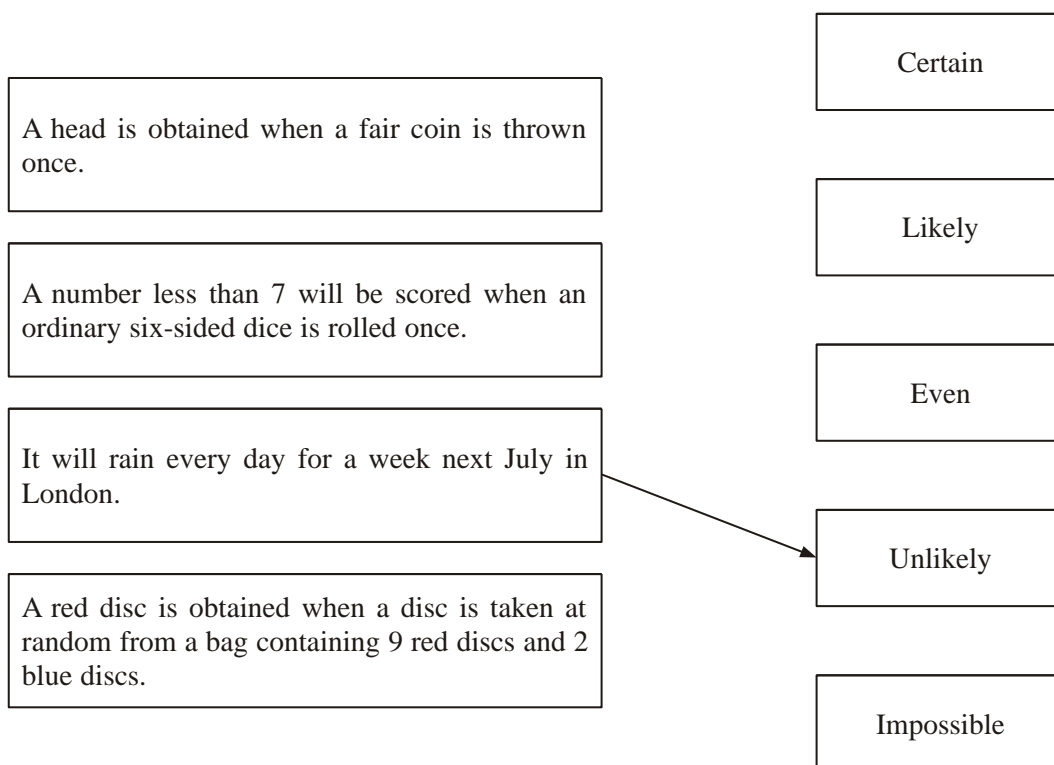 Certain
A head is obtained when a fair coin is thrown
once.
Likely
A number less than 7 will be scored when an
ordinary six-sided dice is rolled once.
Even
It will rain every day for a week next July in
London.
Unlikely
A red disc is obtained when a disc is taken at
random from a bag containing 9 red discs and 2
blue discs.
Impossible